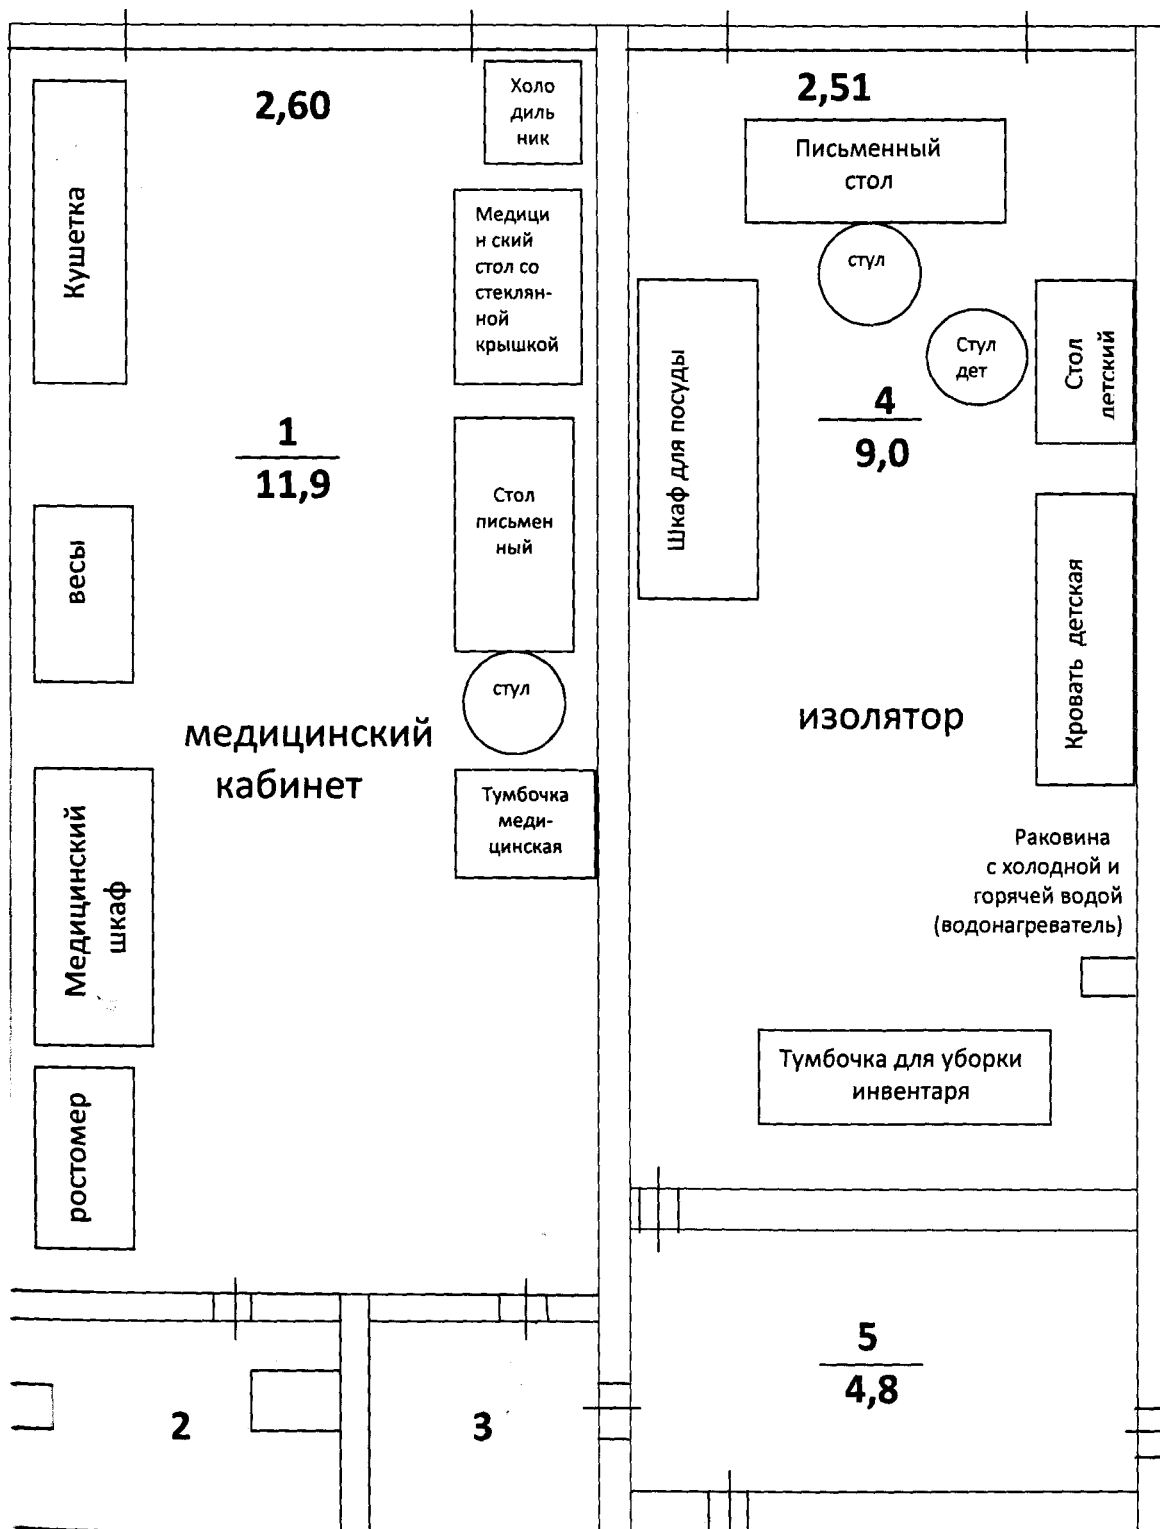 2,60
Холо
диль
ник
Кушетка
Медици
н ский
стол со
стеклян-
ной
крышкой
1
11,9
Стол
письмен
ный
весы
стул
медицинский
кабинет
Тумбочка
меди-
цинская
Медицинский
шкаф
ростомер
2
3
2,51
Письменный
стол
стул
Стул
дет
Стол
детский
Шкаф для посуды
4
9,0
Кровать детская
изолятор
Раковина
с холодной и
горячей водой
(водонагреватель)
Тумбочка для уборки
инвентаря
5
4,8